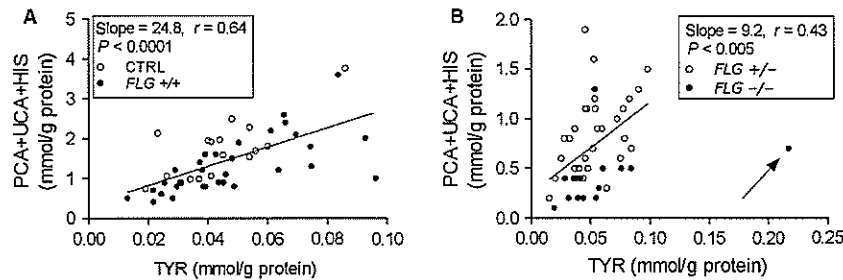 A
Slope = 24.8, r = 0.64
P < 0.0001
CTRL
FLG +/+
PCA+UCA+HIS
(mmol/g protein)
5
4
3
2
1
0
0.00 0.02 0.04 0.06 0.08 0.10
TYR (mmol/g protein)
B
Slope = 9.2, r = 0.43
P < 0.005
FLG +/−
FLG −/−
PCA+UCA+HIS
(mmol/g protein)
2.0
1.5
1.0
0.5
0.0
0.00 0.05 0.10 0.15 0.20 0.25
TYR (mmol/g protein)